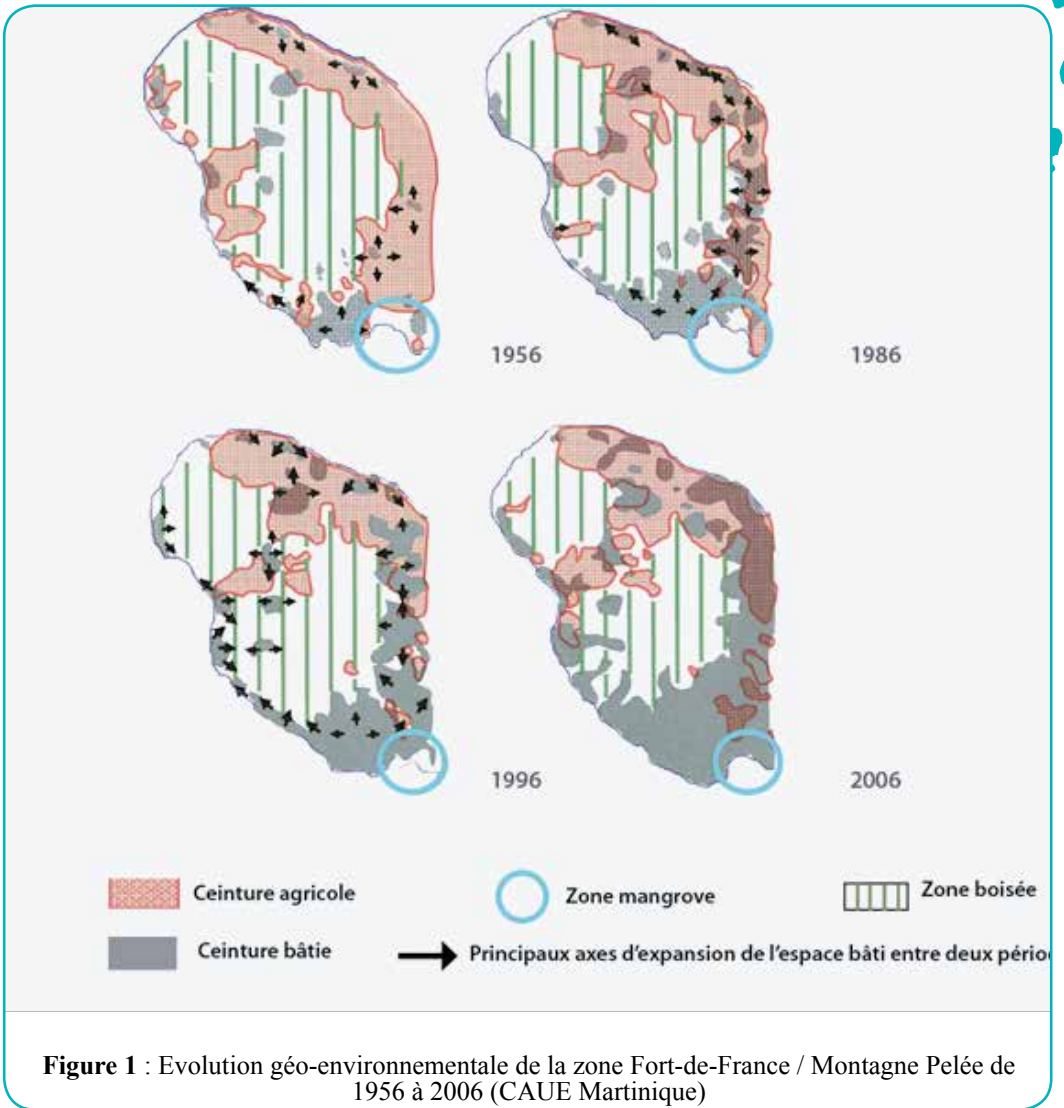 1956
1986
1996
2006
Ceinture agricole
Zone mangrove
Zone boisée
Ceinture bâtie
Principaux axes d'expansion de l'espace bâti entre deux pério
Figure 1 : Evolution géo-environnementale de la zone Fort-de-France / Montagne Pelée de
1956 à 2006 (CAUE Martinique)